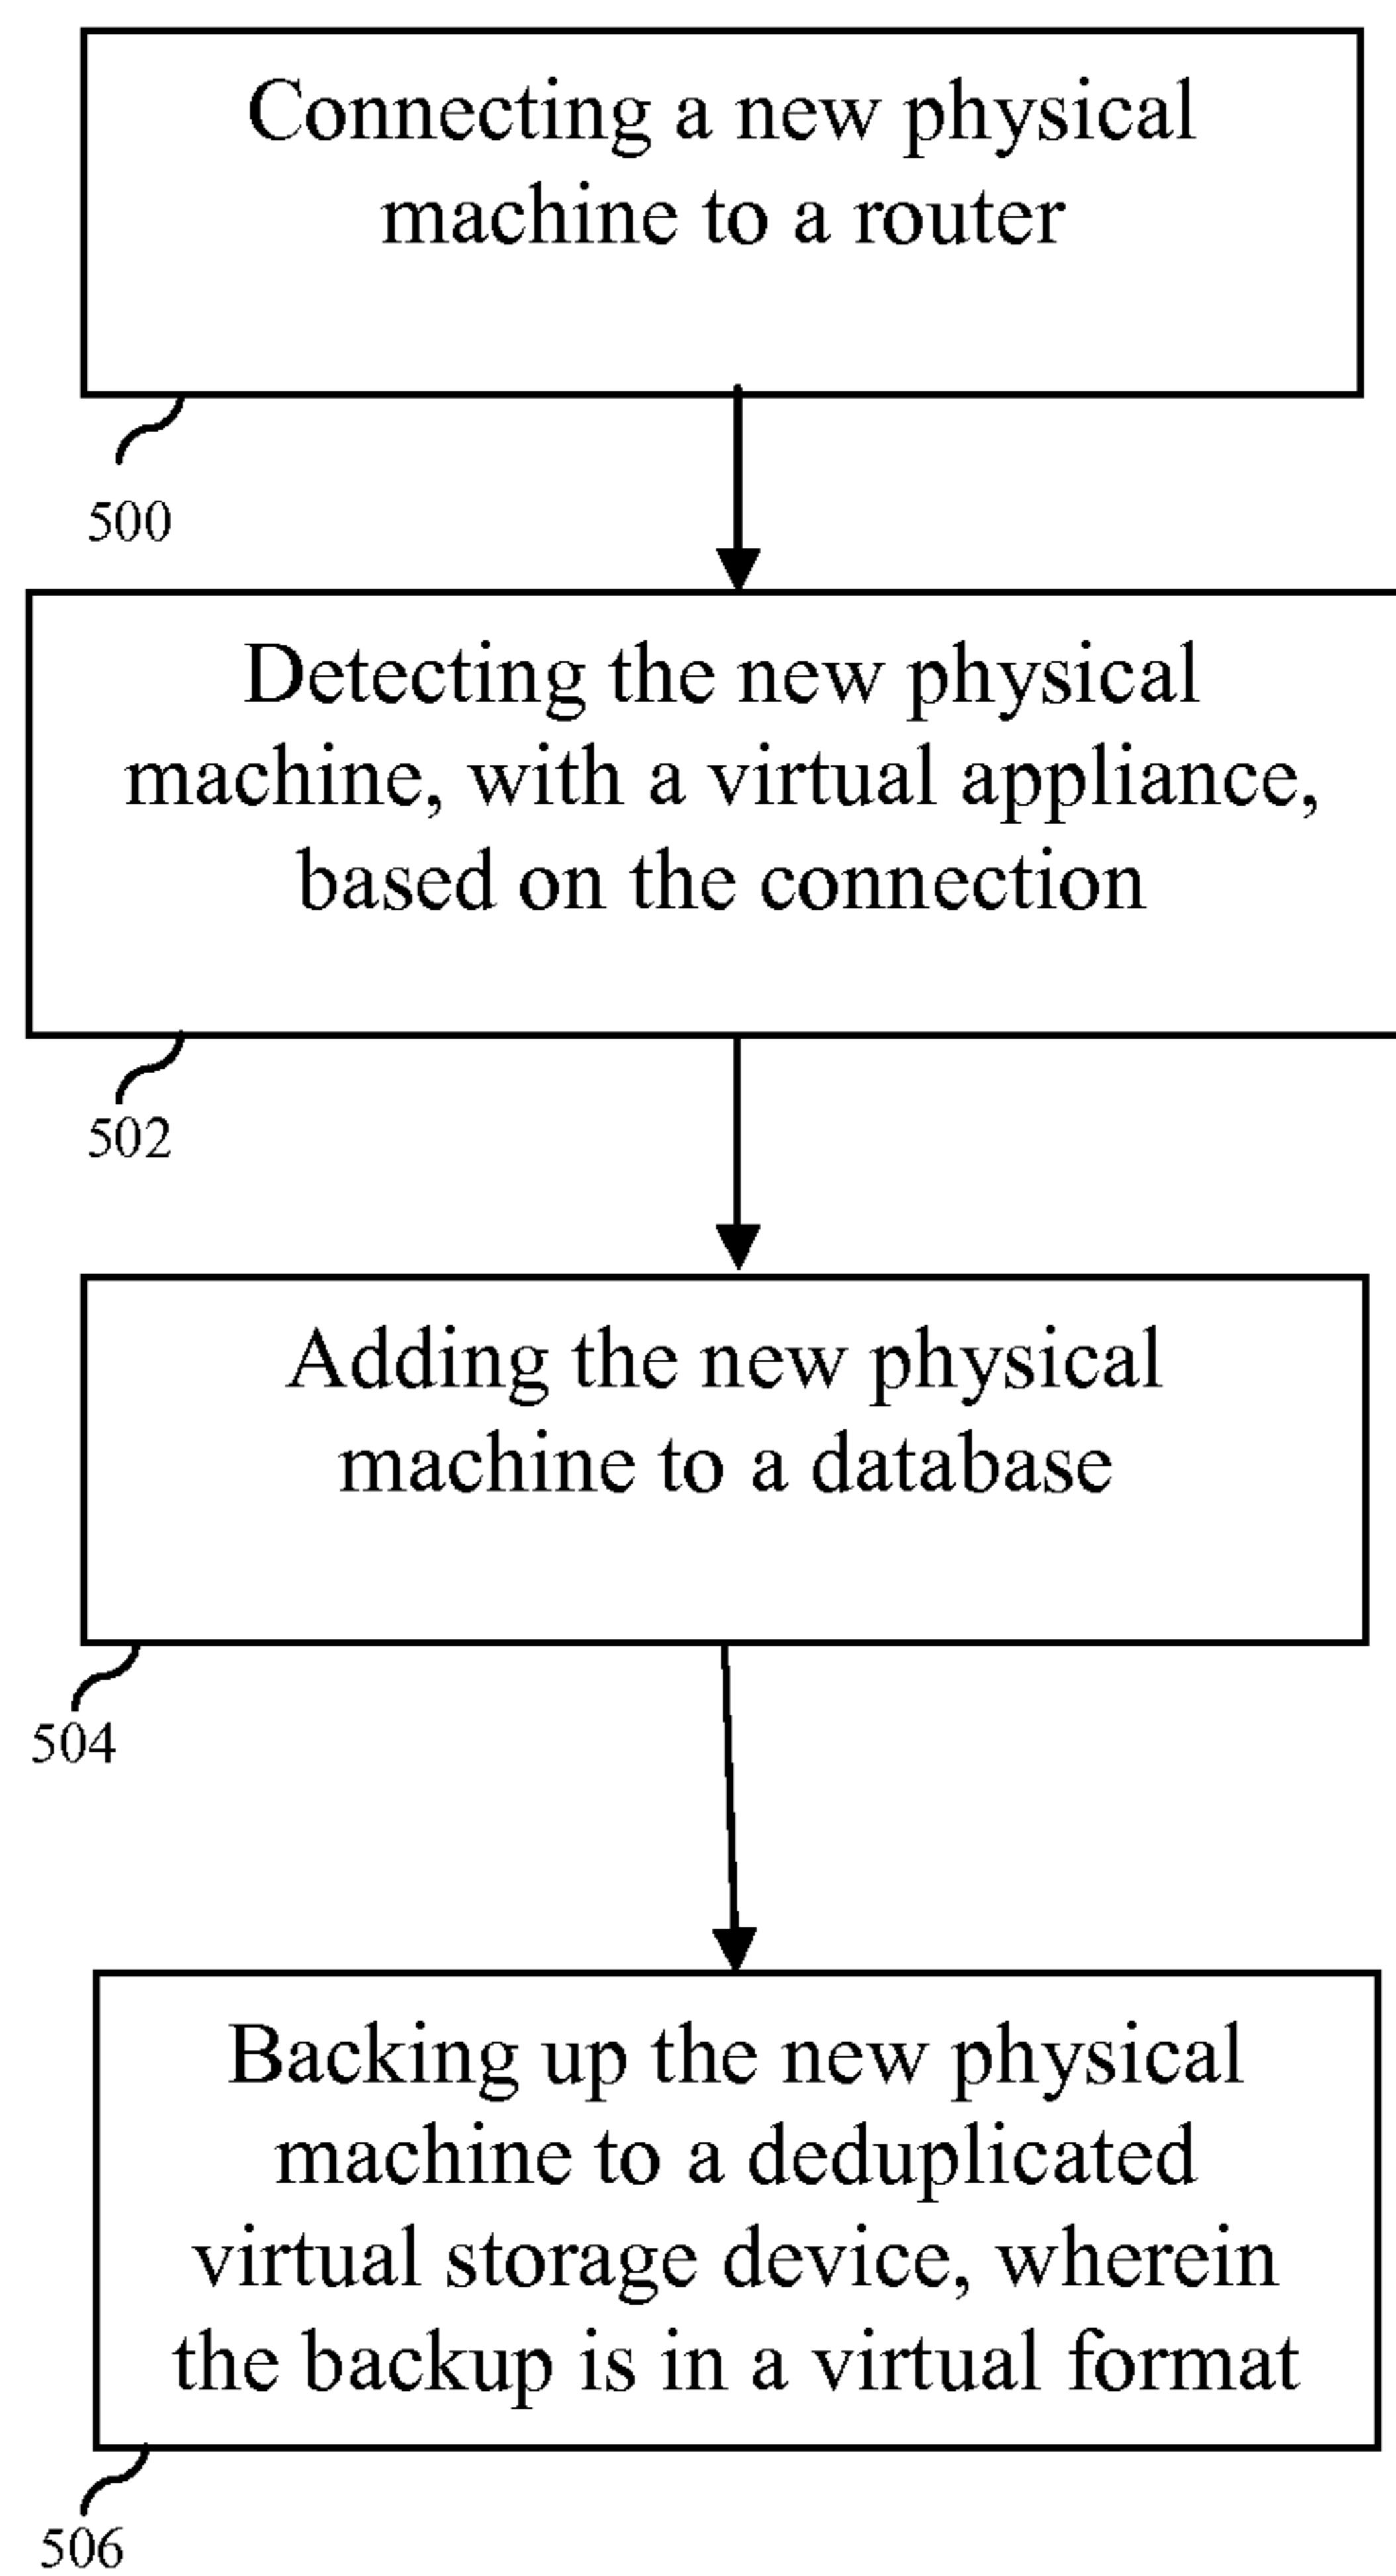 Connecting a new physical
machine to a router
500
Detecting the new physical
machine, with a virtual appliance,
based on the connection
502
Adding the new physical
machine to a database
504
Backing up the new physical
machine to a deduplicated
virtual storage device, wherein
the backup is in a virtual format
506